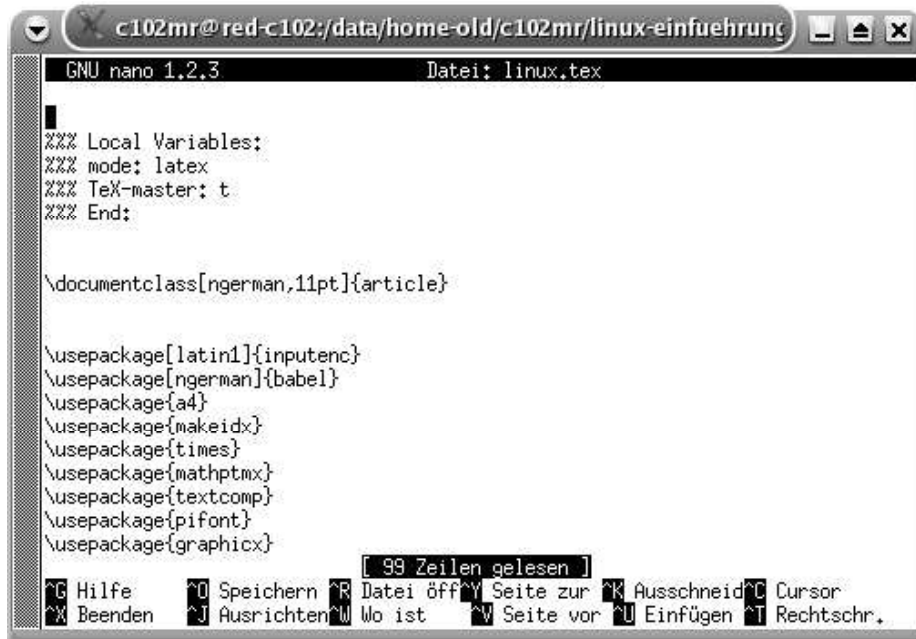 c102mr@red-c102:/data/home-old/c102mr/linux-einfuehrung
GNU nano 1.2.3 Datei: linux.tex
%%% Local Variables:
%%% mode: latex
%%% TeX-master: t
%%% End:
\documentclass[ngerman,11pt]{article}
\usepackage[latin1]{inputenc}
\usepackage[ngerman]{babel}
\usepackage{a4}
\usepackage{makeidx}
\usepackage{times}
\usepackage{mathptmx}
\usepackage{textcomp}
\usepackage{pifont}
\usepackage{graphicx}
[ 99 Zeilen gelesen ]
^G Hilfe ^O Speichern ^R Datei öff^Y Seite zur ^K Ausschneid^C Cursor
^X Beenden ^J Ausrichten^W Wo ist ^V Seite vor ^U Einfügen ^T Rechtschr.